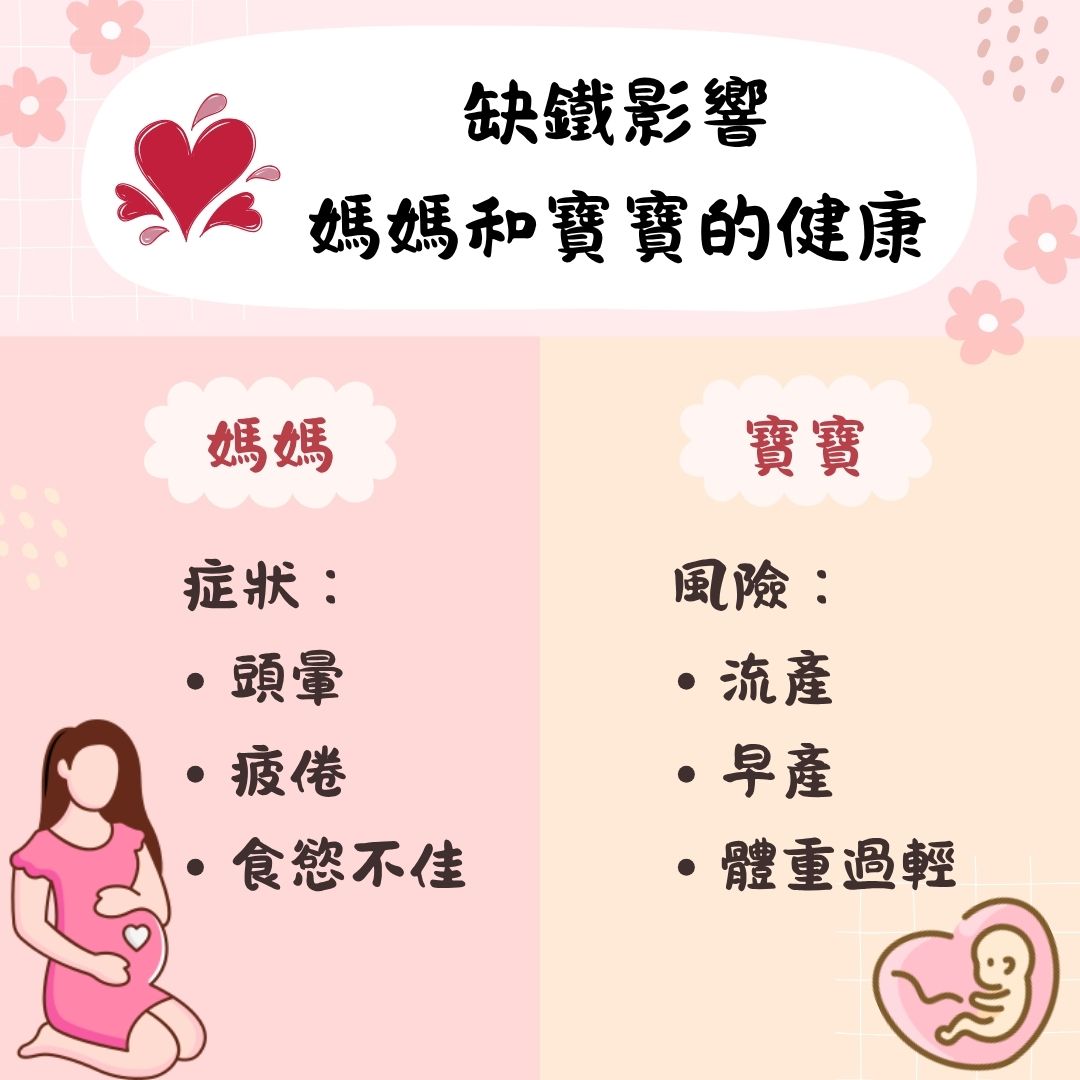 缺鐵影響
媽媽和寶寶的健康
媽媽
症狀：
• 頭暈
• 疲倦
• 食慾不佳
寶寶
風險：
• 流產
• 早產
• 體重過輕